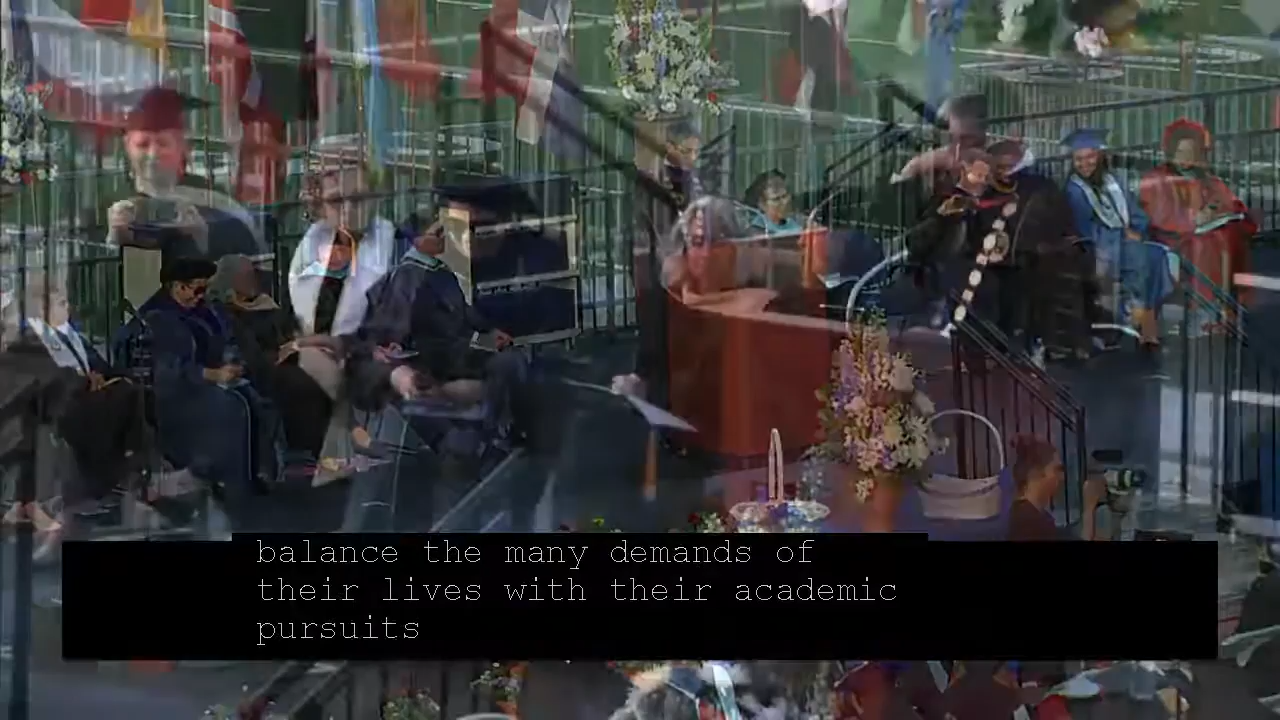 balance the many demands of
their lives with their academic
pursuits